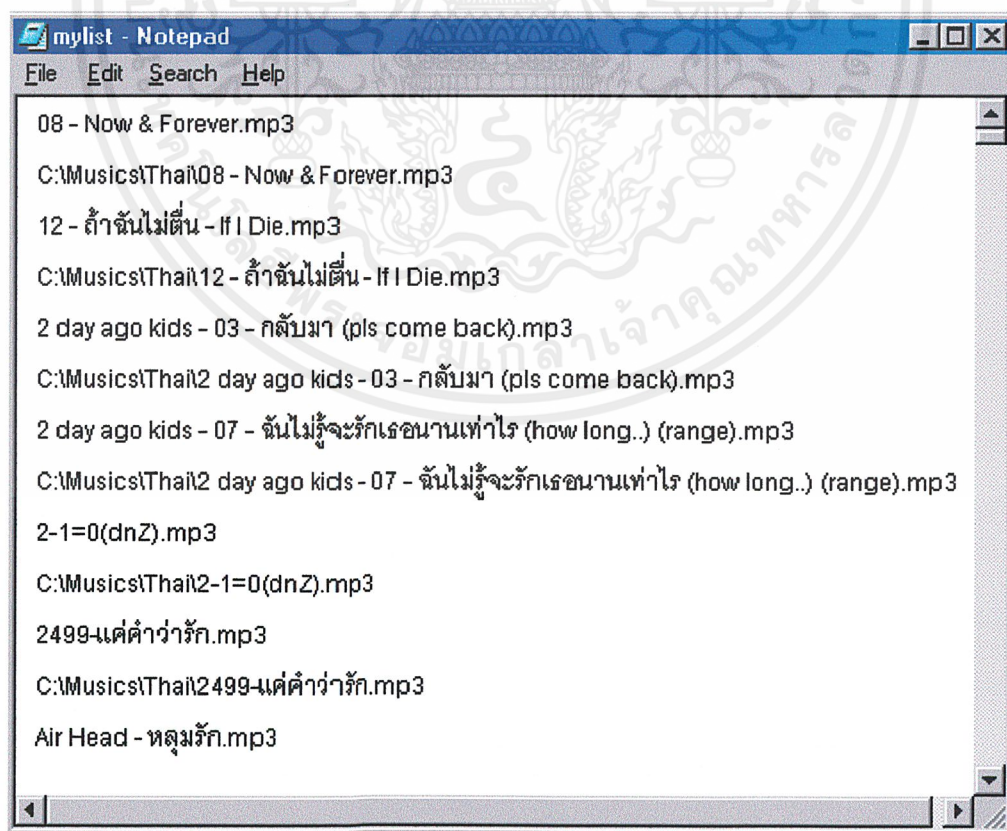 mylist - Notepad
File Edit Search Help
08 - Now & Forever.mp3
C:\Musics\Thai\08 - Now & Forever.mp3
12 - ถ้าฉันไม่ตื่น - If I Die.mp3
C:\Musics\Thai\12 - ถ้าฉันไม่ตื่น - If I Die.mp3
2 day ago kids - 03 - กลับมา (pls come back).mp3
C:\Musics\Thai\2 day ago kids - 03 - กลับมา (pls come back).mp3
2 day ago kids - 07 - ฉันไม่รู้จะรักเธอนานเท่าไร (how long..) (range).mp3
C:\Musics\Thai\2 day ago kids - 07 - ฉันไม่รู้จะรักเธอนานเท่าไร (how long..) (range).mp3
2-1=0(dnZ).mp3
C:\Musics\Thai\2-1=0(dnZ).mp3
2499-แค่คำว่ารัก.mp3
C:\Musics\Thai\2499-แค่คำว่ารัก.mp3
Air Head - หลุมรัก.mp3